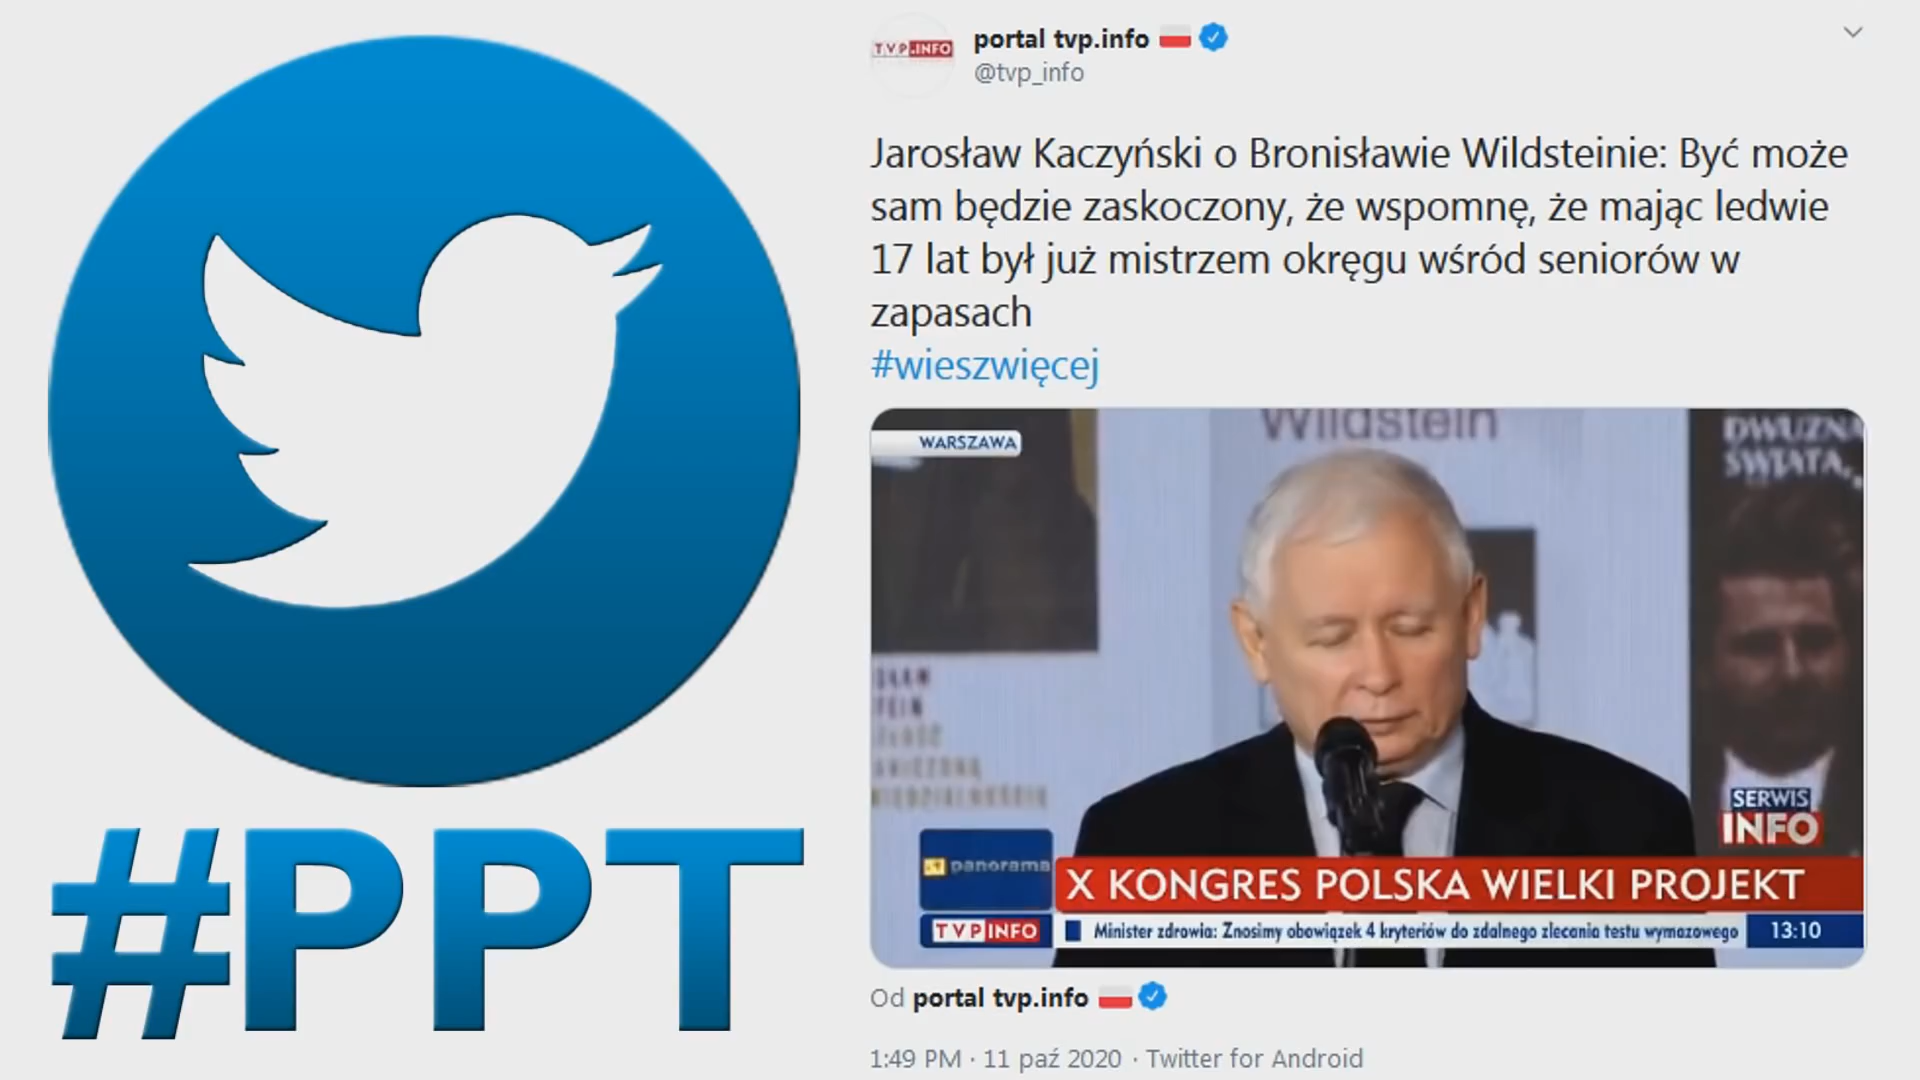 portal tvp.info
@tvp_info
TVP.INFO
Jarosław Kaczyński o Bronisławie Wildsteinie: Być może
sam będzie zaskoczony, że wspomnę, że mając ledwie
17 lat był już mistrzem okręgu wśród seniorów w
zapasach
#wieszwięcej
Wildstein
DWUZNA
ŚWIATA,
WARSZAWA
SERWIS
INFO
panorama
X KONGRES POLSKA WIELKI PROJEKT
TVP INFO
Minister zdrowia: Znosimy obowiązek 4 kryteriów do zdalnego zlecania testu wymazowego
13:10
Od portal tvp.info
1:49 PM · 11 paź 2020 · Twitter for Android
#PPT